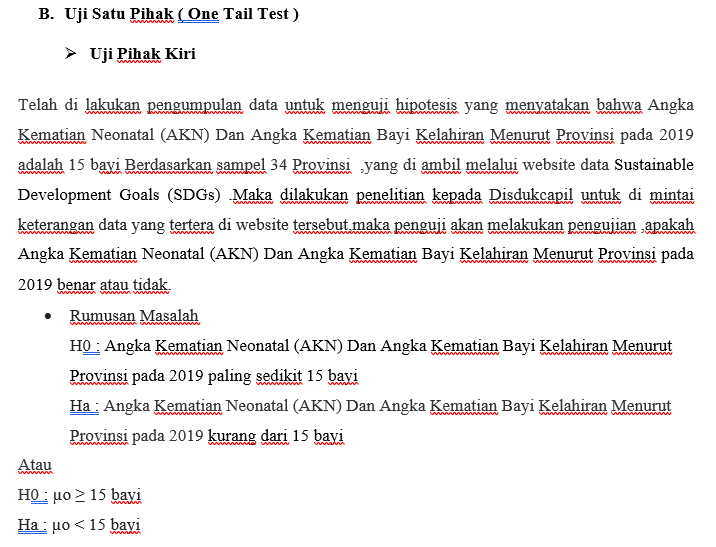 B. Uji Satu Pihak ( One Tail Test )
➢ Uji Pihak Kiri
Telah di lakukan pengumpulan data untuk menguji hipotesis yang menyatakan bahwa Angka
Kematian Neonatal (AKN) Dan Angka Kematian Bayi Kelahiran Menurut Provinsi pada 2019
adalah 15 bayi Berdasarkan sampel 34 Provinsi ,yang di ambil melalui website data Sustainable
Development Goals (SDGs) .Maka dilakukan penelitian kepada Disdukcapil untuk di mintai
keterangan data yang tertera di website tersebut,maka penguji akan melakukan pengujian ,apakah
Angka Kematian Neonatal (AKN) Dan Angka Kematian Bayi Kelahiran Menurut Provinsi pada
2019 benar atau tidak.
• Rumusan Masalah
H0 : Angka Kematian Neonatal (AKN) Dan Angka Kematian Bayi Kelahiran Menurut
Provinsi pada 2019 paling sedikit 15 bayi
Ha : Angka Kematian Neonatal (AKN) Dan Angka Kematian Bayi Kelahiran Menurut
Provinsi pada 2019 kurang dari 15 bayi
Atau
H0 : µo ≥ 15 bayi
Ha : µo < 15 bayi